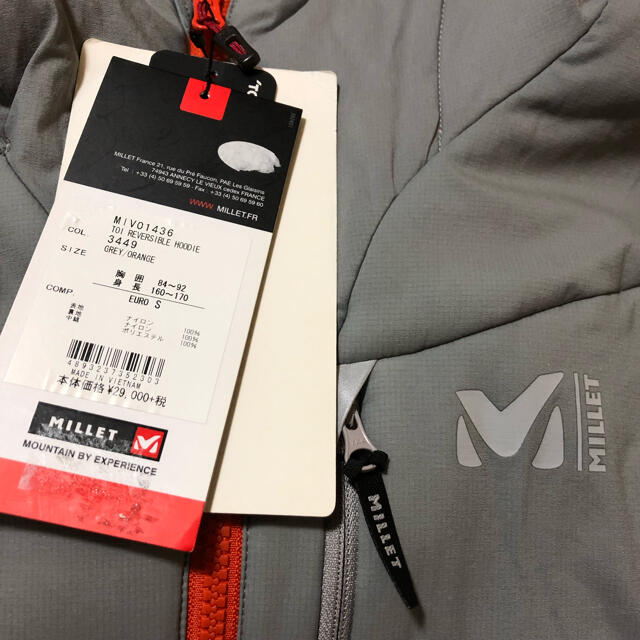 TO
MILLET France 21, rue du Pré Faucon, PAE Les Glaisins
74943 ANNECY LE VIEUX cedex FRANCE
Tel : +33 (4) 50 69 59 59 - Fax : +33 (4) 50 69 59 60
WWW MILLET.FR
MIV01436
TOI REVERSIBLE HOODIE
COL. 3449
GREY/ORANGE
SIZE
胸囲 84~92
身長 160~170
EURO S
COMP.
表地 ナイロン 100%
裏地 ナイロン 100%
中綿 ポリエステル 100%
4893237352303
MADE IN VIETNAM
本体価格 ¥29,000+税
MILLET
MOUNTAIN BY EXPERIENCE
MILLET
MILLET